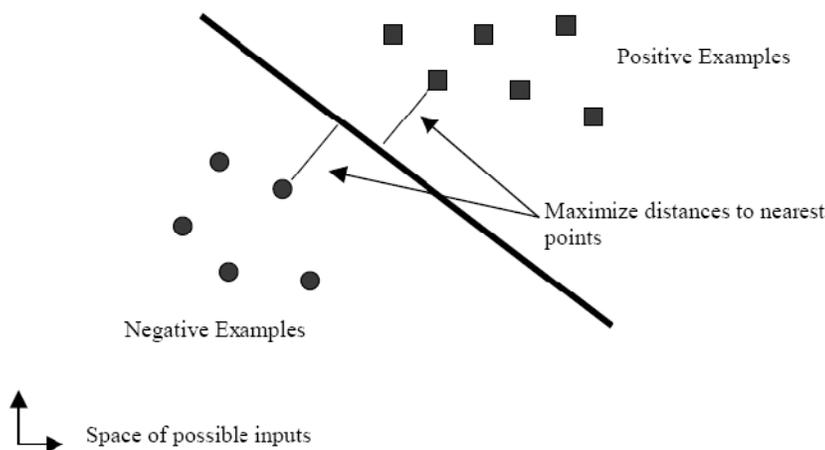 Positive Examples
Maximize distances to nearest
points
Negative Examples
Space of possible inputs